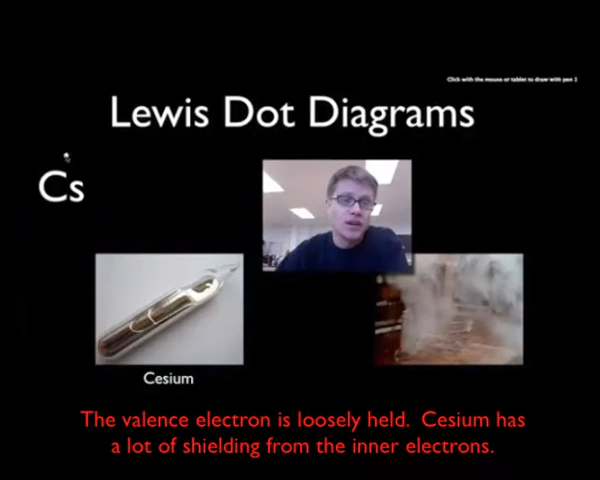 Click with the mouse or tablet to draw with pen 2
Lewis Dot Diagrams
Cs
Cesium
The valence electron is loosely held. Cesium has
a lot of shielding from the inner electrons.